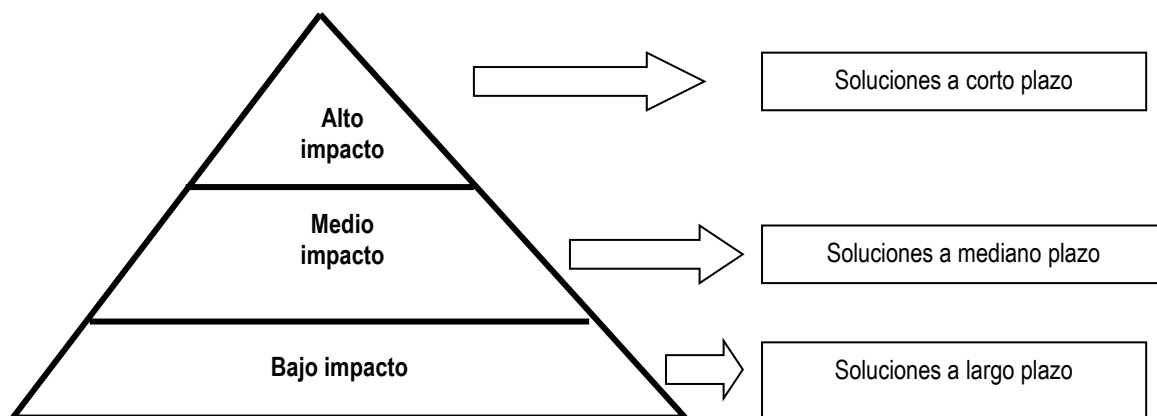 Soluciones a corto plazo
Alto
impacto
Medio
impacto
Soluciones a mediano plazo
Bajo impacto
Soluciones a largo plazo